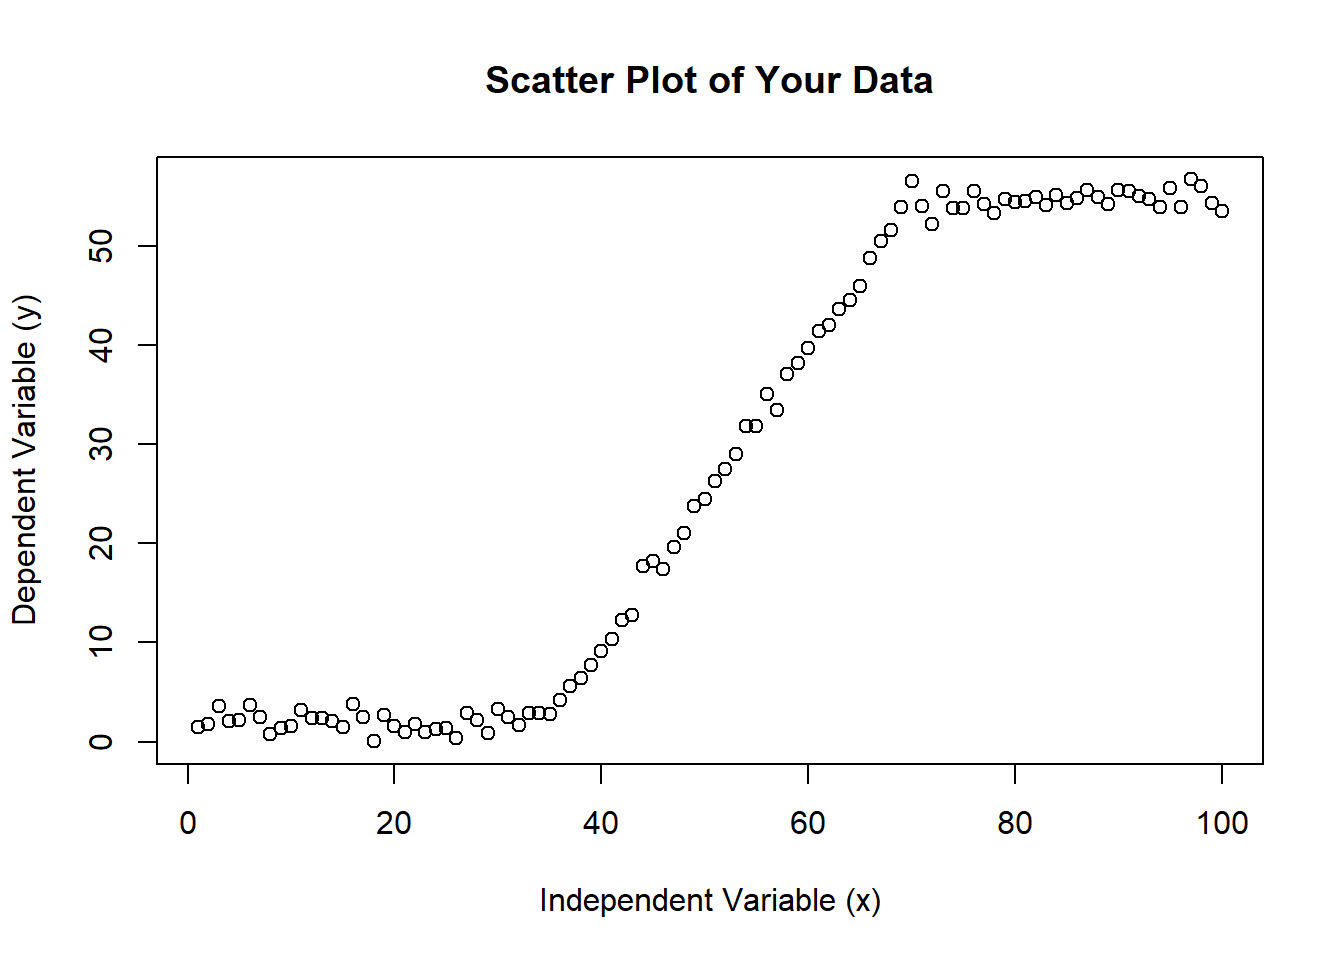 Scatter Plot of Your Data
Dependent Variable (y)
50
40
30
20
10
0
0 20 40 60 80 100
Independent Variable (x)